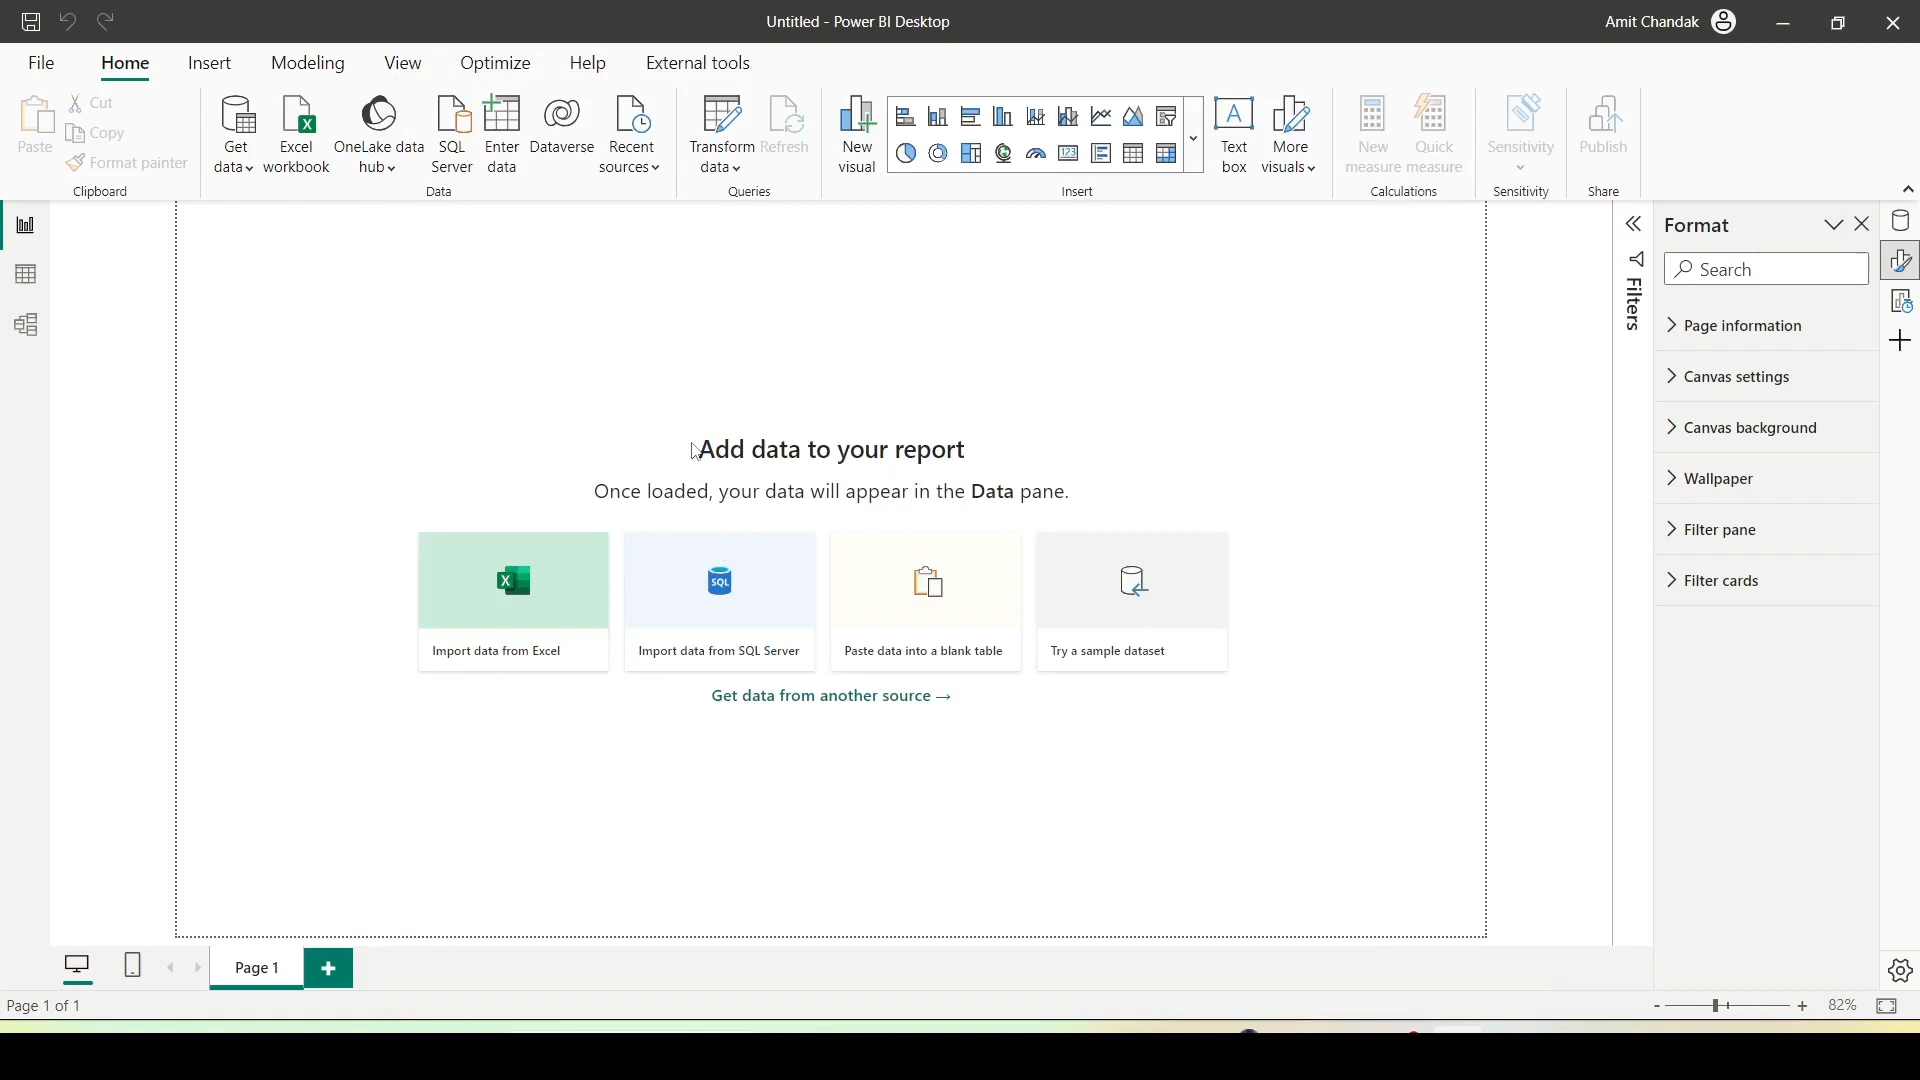 Untitled - Power BI Desktop
Amit Chandak
File Home Insert Modeling View Optimize Help External tools
Paste
Cut
Copy
Format painter
Clipboard
Get data
Excel workbook
OneLake data hub
SQL Server
Enter data
Dataverse
Recent sources
Data
Transform data
Refresh
Queries
New visual
123
A
Text box
More visuals
Insert
New measure
Quick measure
Calculations
Sensitivity
Sensitivity
Publish
Share
Filters
Format
Search
Page information
Canvas settings
Canvas background
Wallpaper
Filter pane
Filter cards
Add data to your report
Once loaded, your data will appear in the Data pane.
X
SQL
Import data from Excel
Import data from SQL Server
Paste data into a blank table
Try a sample dataset
Get data from another source →
Page 1
Page 1 of 1
82%